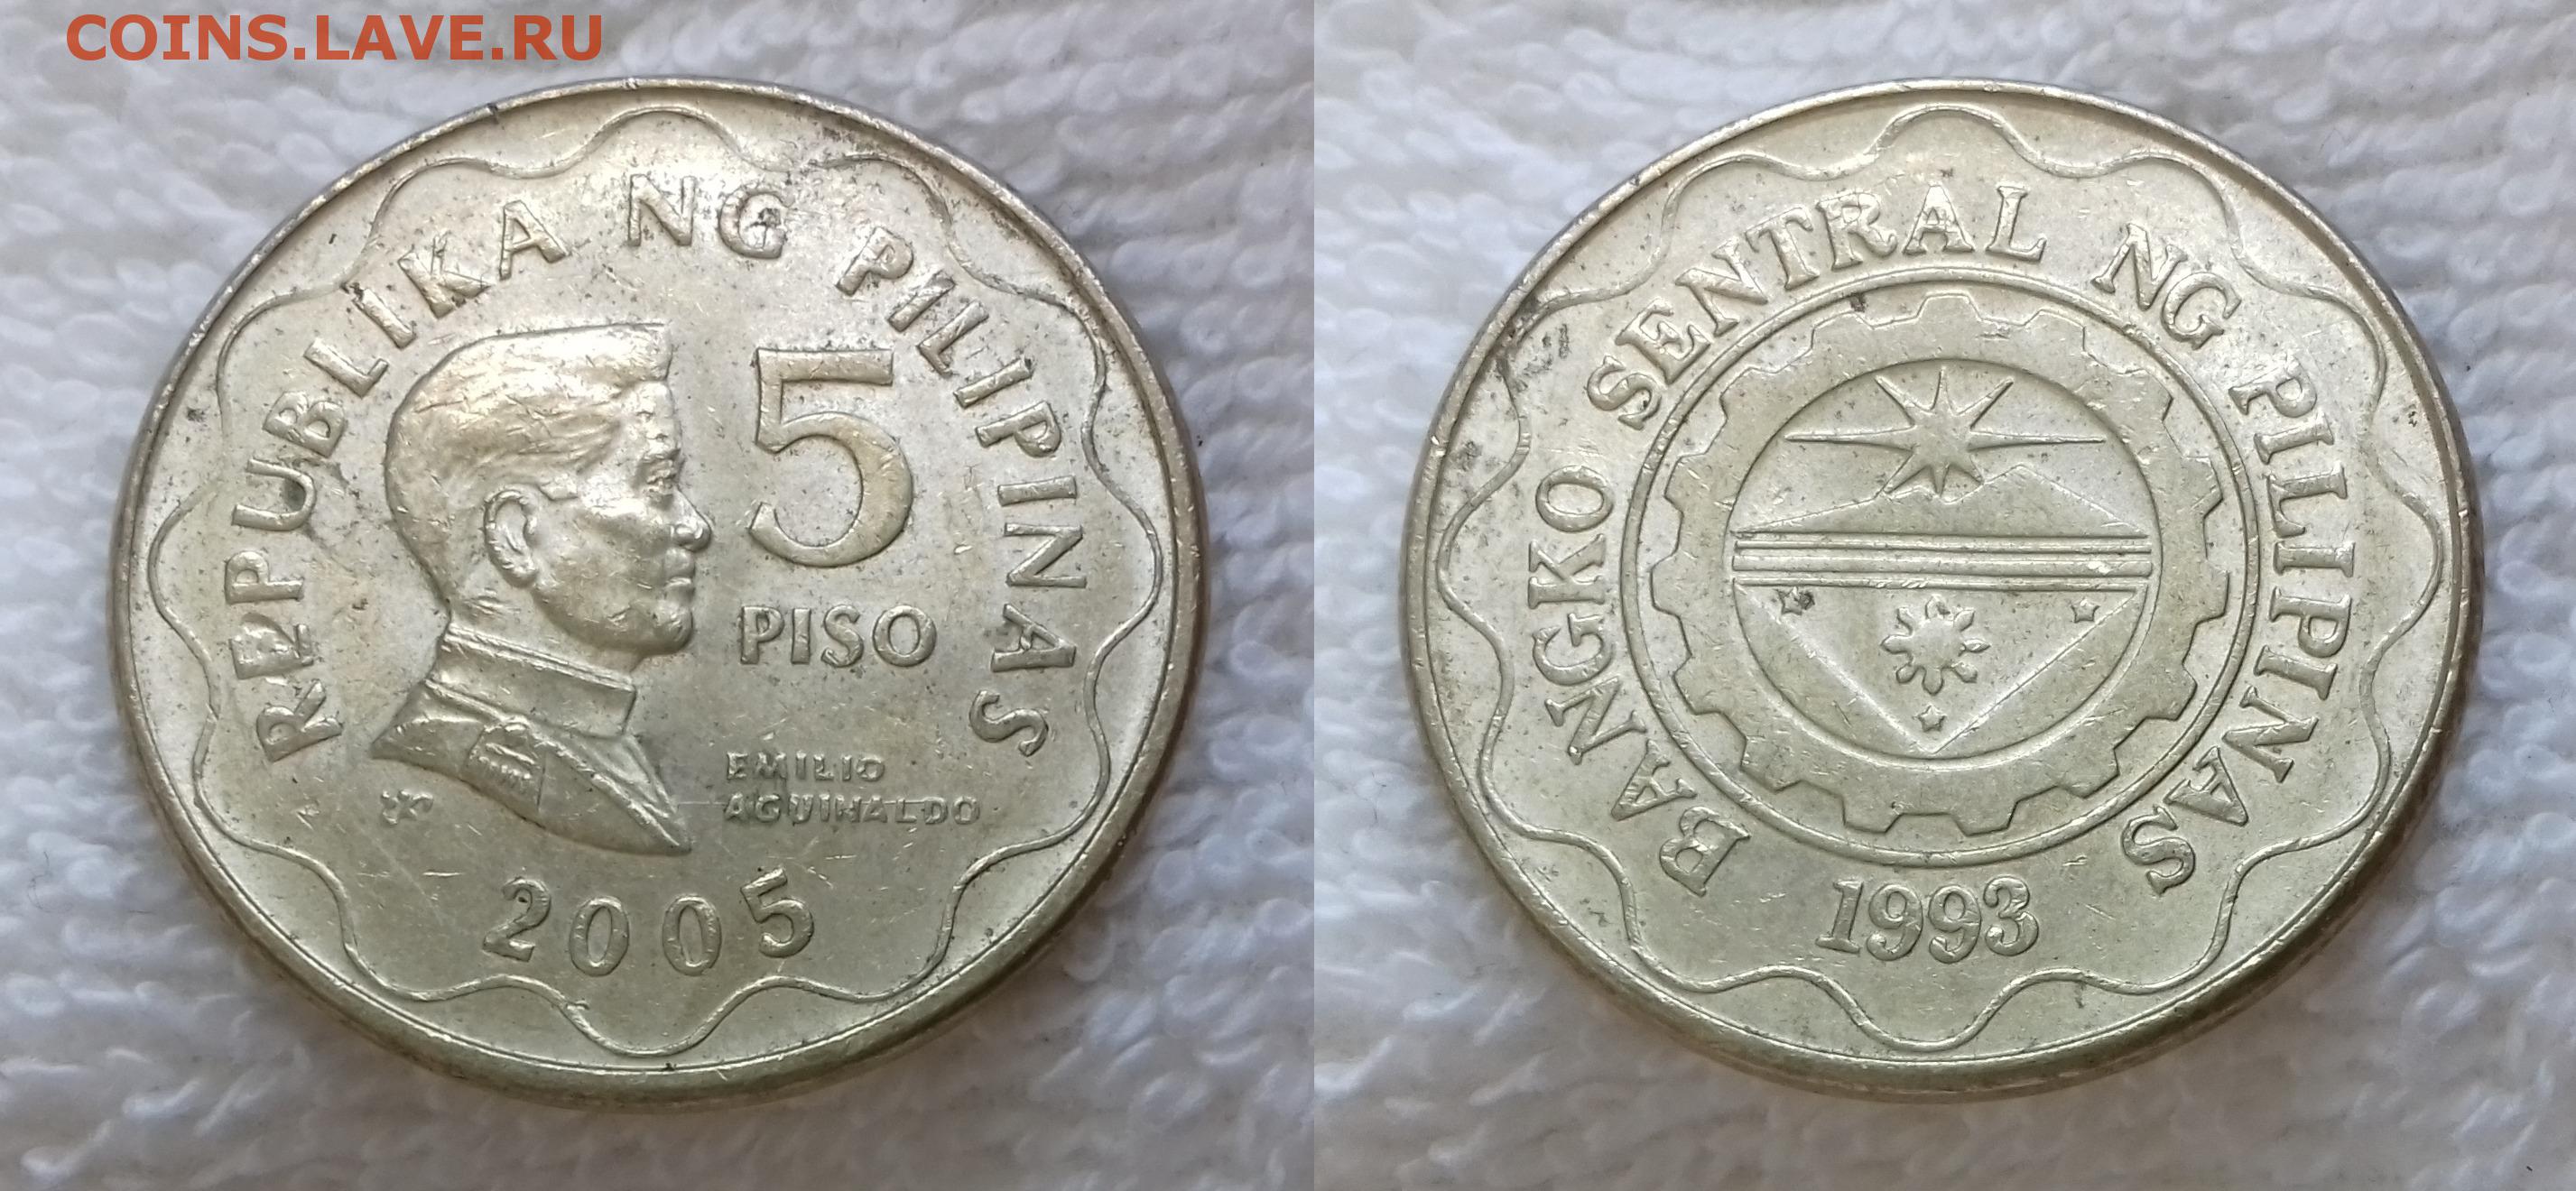 COINS.LAVE.RU
REPUBLIKA NG PILIPINAS
5
PISO
EMILIO
AGUINALDO
2005
BANGKO SENTRAL NG PILIPINAS
1993